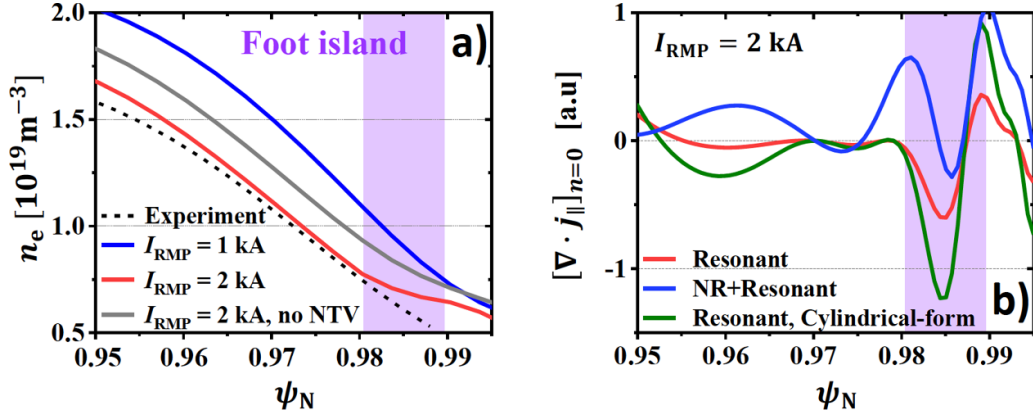 2.0
1.5
1.0
0.5
0.95 0.96 0.97 0.98 0.99
ψ_N
n_e [10^19 m^−3]
Foot island
a)
Experiment
I_RMP = 1 kA
I_RMP = 2 kA
I_RMP = 2 kA, no NTV
1
0
-1
0.95 0.96 0.97 0.98 0.99
ψ_N
[∇ · j_∥]_n=0 [a.u]
I_RMP = 2 kA
Resonant
NR+Resonant
Resonant, Cylindrical-form
b)